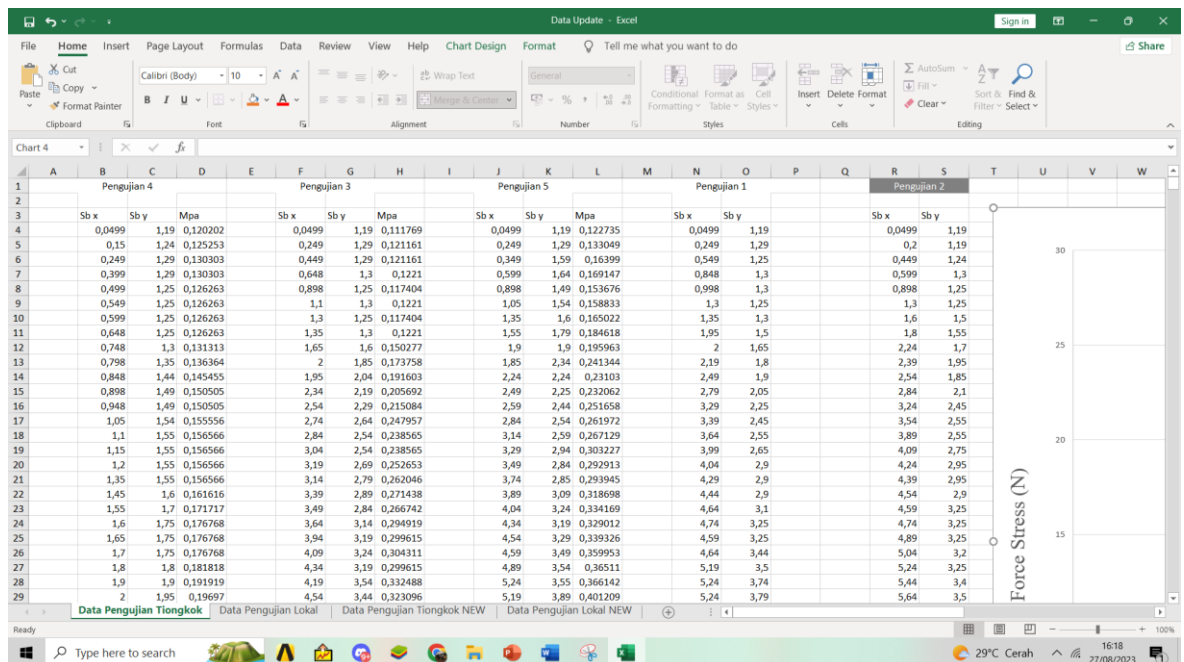 Data Update - Excel Sign in
File Home Insert Page Layout Formulas Data Review View Help Chart Design Format Tell me what you want to do Share
Cut Calibri (Body) 10 Wrap Text General AutoSum
Copy Fill
Paste Format Painter B I U Merge & Center % Conditional Format as Cell Insert Delete Format Clear Sort & Find &
Formatting Table Styles Filter Select
Clipboard Font Alignment Number Styles Cells Editing
Chart 4 fx
A B C D E F G H I J K L M N O P Q R S T U V W
1 Pengujian 4 Pengujian 3 Pengujian 5 Pengujian 1 Pengujian 2
2
3 Sb x Sb y Mpa Sb x Sb y Mpa Sb x Sb y Mpa Sb x Sb y Sb x Sb y
4 0,0499 1,19 0,120202 0,0499 1,19 0,111769 0,0499 1,19 0,122735 0,0499 1,19 0,0499 1,19
5 0,15 1,24 0,125253 0,249 1,29 0,121161 0,249 1,29 0,133049 0,249 1,29 0,2 1,19
6 0,249 1,29 0,130303 0,449 1,29 0,121161 0,349 1,59 0,16399 0,549 1,25 0,449 1,24
7 0,399 1,29 0,130303 0,648 1,3 0,1221 0,599 1,64 0,169147 0,848 1,3 0,599 1,3
8 0,499 1,25 0,126263 0,898 1,25 0,117404 0,898 1,49 0,153676 0,998 1,3 0,898 1,25
9 0,549 1,25 0,126263 1,1 1,3 0,1221 1,05 1,54 0,158833 1,3 1,25 1,3 1,25
10 0,599 1,25 0,126263 1,3 1,25 0,117404 1,35 1,6 0,165022 1,35 1,3 1,6 1,5
11 0,648 1,25 0,126263 1,35 1,3 0,1221 1,55 1,79 0,184618 1,95 1,5 1,8 1,55
12 0,748 1,3 0,131313 1,65 1,6 0,150277 1,9 1,9 0,195963 2 1,65 2,24 1,7
13 0,798 1,35 0,136364 2 1,85 0,173758 1,85 2,34 0,241344 2,19 1,8 2,39 1,95
14 0,848 1,44 0,145455 1,95 2,04 0,191603 2,24 2,24 0,23103 2,49 1,9 2,54 1,85
15 0,898 1,49 0,150505 2,34 2,19 0,205692 2,49 2,25 0,232062 2,79 2,05 2,84 2,1
16 0,948 1,49 0,150505 2,54 2,29 0,215084 2,59 2,44 0,251658 3,29 2,25 3,24 2,45
17 1,05 1,54 0,155556 2,74 2,64 0,247957 2,84 2,54 0,261972 3,39 2,45 3,54 2,55
18 1,1 1,55 0,156566 2,84 2,54 0,238565 3,14 2,59 0,267129 3,64 2,55 3,89 2,55
19 1,15 1,55 0,156566 3,04 2,54 0,238565 3,29 2,94 0,303227 3,99 2,65 4,09 2,75
20 1,2 1,55 0,156566 3,19 2,69 0,252653 3,49 2,84 0,292913 4,04 2,9 4,24 2,95
21 1,35 1,55 0,156566 3,14 2,79 0,262046 3,74 2,85 0,293945 4,29 2,9 4,39 2,95
22 1,45 1,6 0,161616 3,39 2,89 0,271438 3,89 3,09 0,318698 4,44 2,9 4,54 2,9
23 1,55 1,7 0,171717 3,49 2,84 0,266742 4,04 3,24 0,334169 4,64 3,1 4,59 3,25
24 1,6 1,75 0,176768 3,64 3,14 0,294919 4,34 3,19 0,329012 4,74 3,25 4,74 3,25
25 1,65 1,75 0,176768 3,94 3,19 0,299615 4,54 3,29 0,339326 4,59 3,25 4,89 3,25
26 1,7 1,75 0,176768 4,09 3,24 0,304311 4,59 3,49 0,359953 4,64 3,44 5,04 3,2
27 1,8 1,8 0,181818 4,34 3,19 0,299615 4,89 3,54 0,36511 5,19 3,5 5,24 3,25
28 1,9 1,9 0,191919 4,19 3,54 0,332488 5,24 3,55 0,366142 5,24 3,74 5,44 3,4
29 2 1,95 0,19697 4,54 3,44 0,323096 5,19 3,89 0,401209 5,24 3,79 5,64 3,5
30
25
20
15
Force Stress (N)
Data Pengujian Tiongkok Data Pengujian Lokal Data Pengujian Tiongkok NEW Data Pengujian Lokal NEW
Ready 100%
Type here to search 29°C Cerah 16:18
27/08/2023